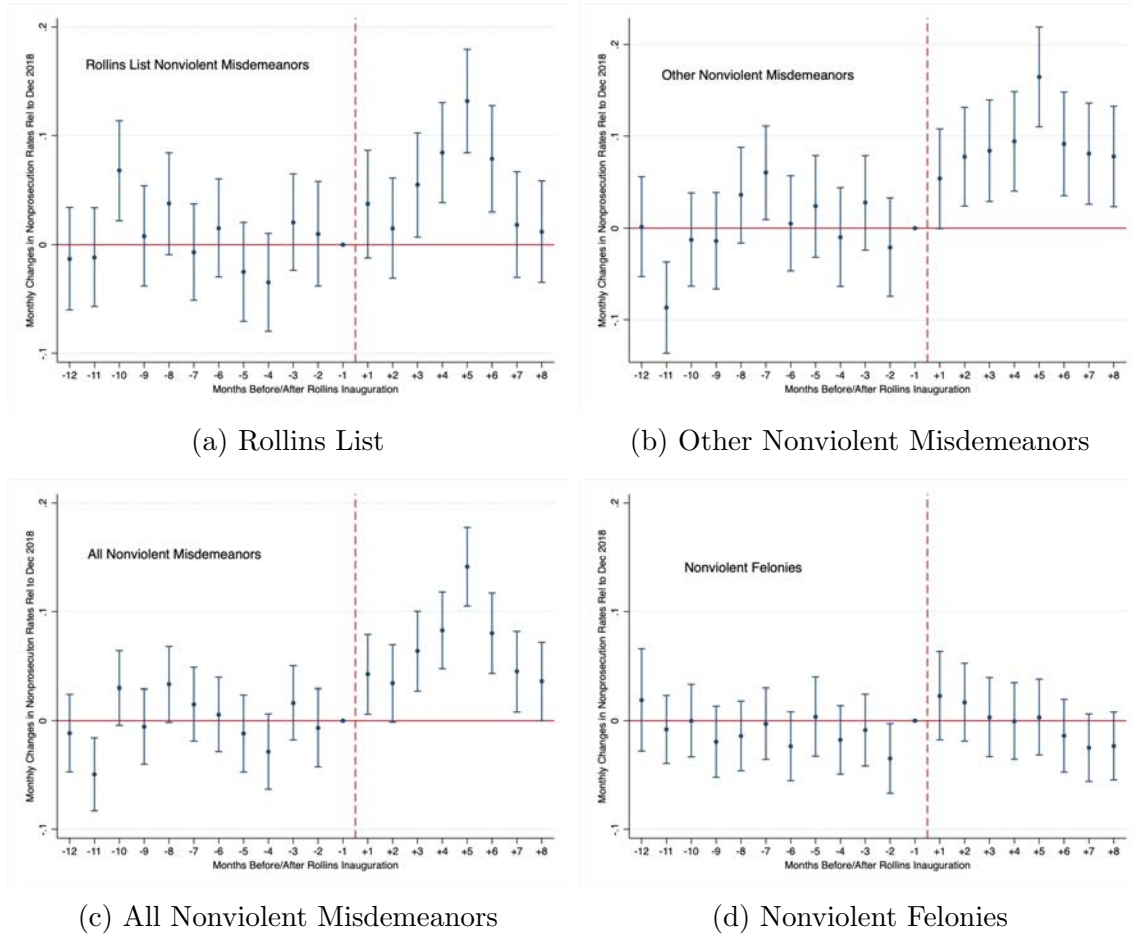 Monthly Changes in Nonprosecution Rates Rel to Dec 2018
.2
.1
0
-.1
Rollins List Nonviolent Misdemeanors
-12 -11 -10 -9 -8 -7 -6 -5 -4 -3 -2 -1 +1 +2 +3 +4 +5 +6 +7 +8
Months Before/After Rollins Inauguration
(a) Rollins List
Monthly Changes in Nonprosecution Rates Rel to Dec 2018
.2
.1
0
-.1
Other Nonviolent Misdemeanors
-12 -11 -10 -9 -8 -7 -6 -5 -4 -3 -2 -1 +1 +2 +3 +4 +5 +6 +7 +8
Months Before/After Rollins Inauguration
(b) Other Nonviolent Misdemeanors
Monthly Changes in Nonprosecuton Rates Rel to Dec 2018
.2
.1
0
-.1
All Nonviolent Misdemeanors
-12 -11 -10 -9 -8 -7 -6 -5 -4 -3 -2 -1 +1 +2 +3 +4 +5 +6 +7 +8
Months Before/After Rollins Inauguration
(c) All Nonviolent Misdemeanors
Monthly Changes in Nonprosecution Rates Rel to Dec 2018
.2
.1
0
-.1
Nonviolent Felonies
-12 -11 -10 -9 -8 -7 -6 -5 -4 -3 -2 -1 +1 +2 +3 +4 +5 +6 +7 +8
Months Before/After Rollins Inauguration
(d) Nonviolent Felonies